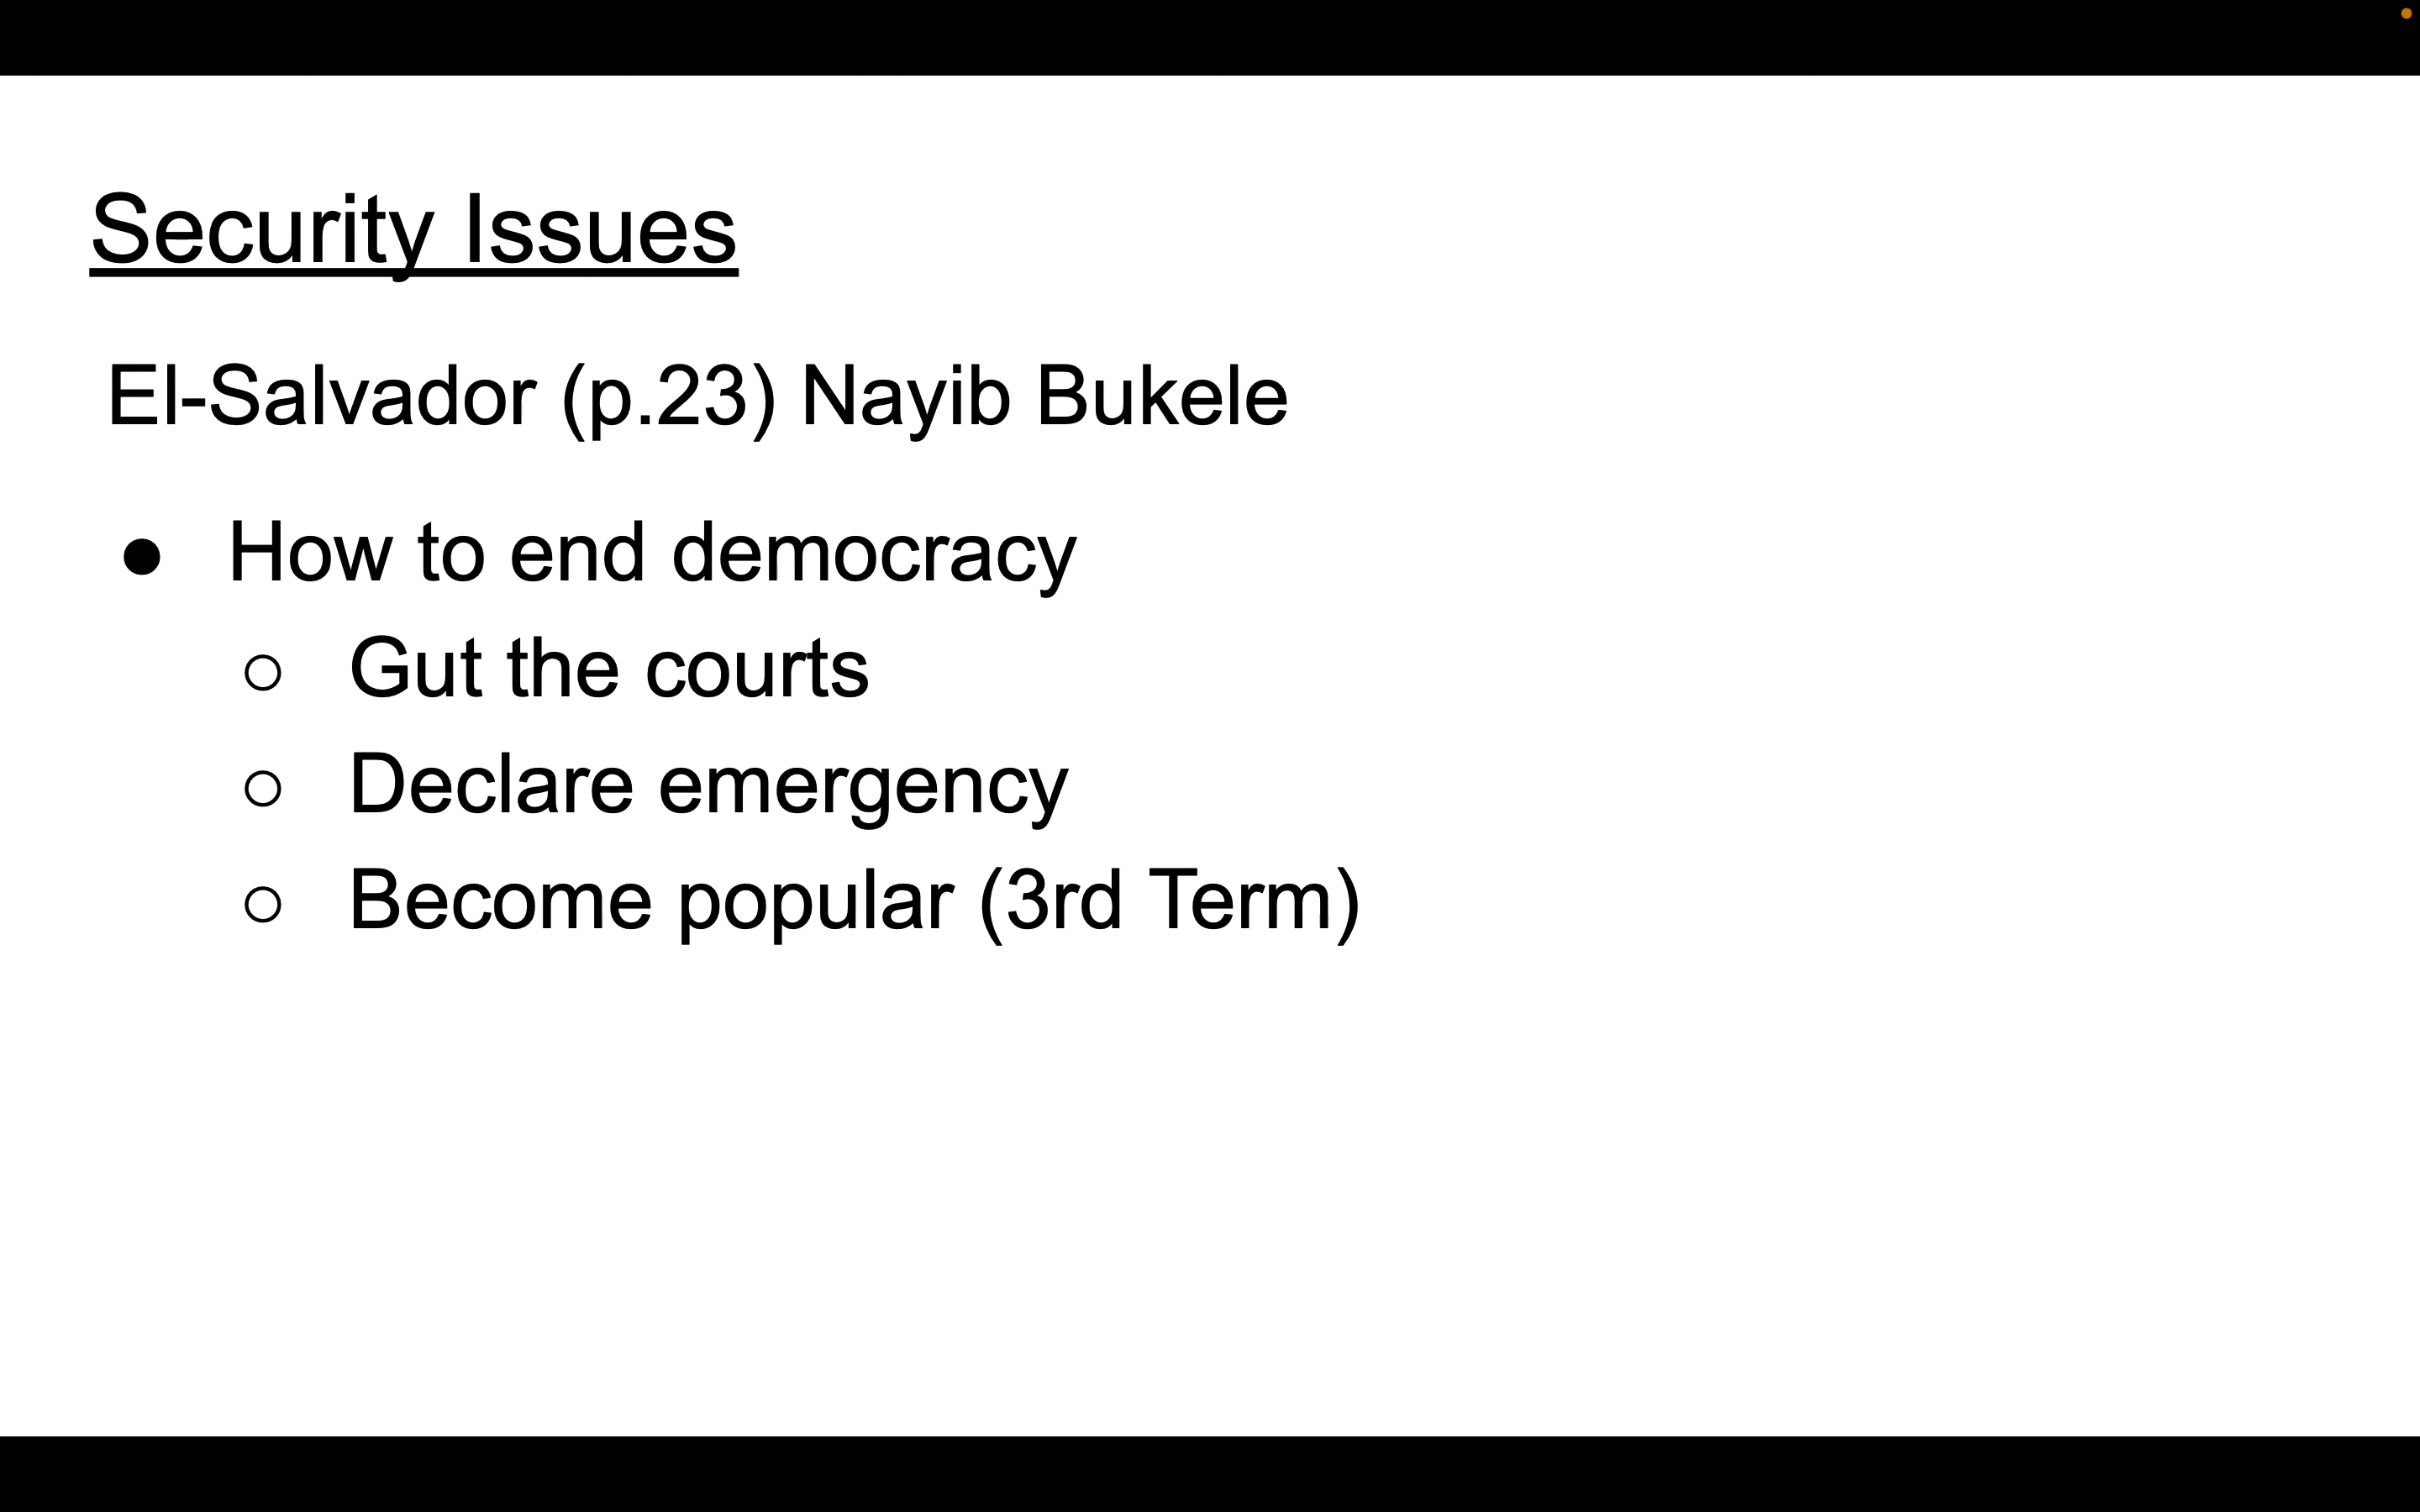 Security Issues
El-Salvador (p.23) Nayib Bukele
● How to end democracy
○ Gut the courts
○ Declare emergency
○ Become popular (3rd Term)